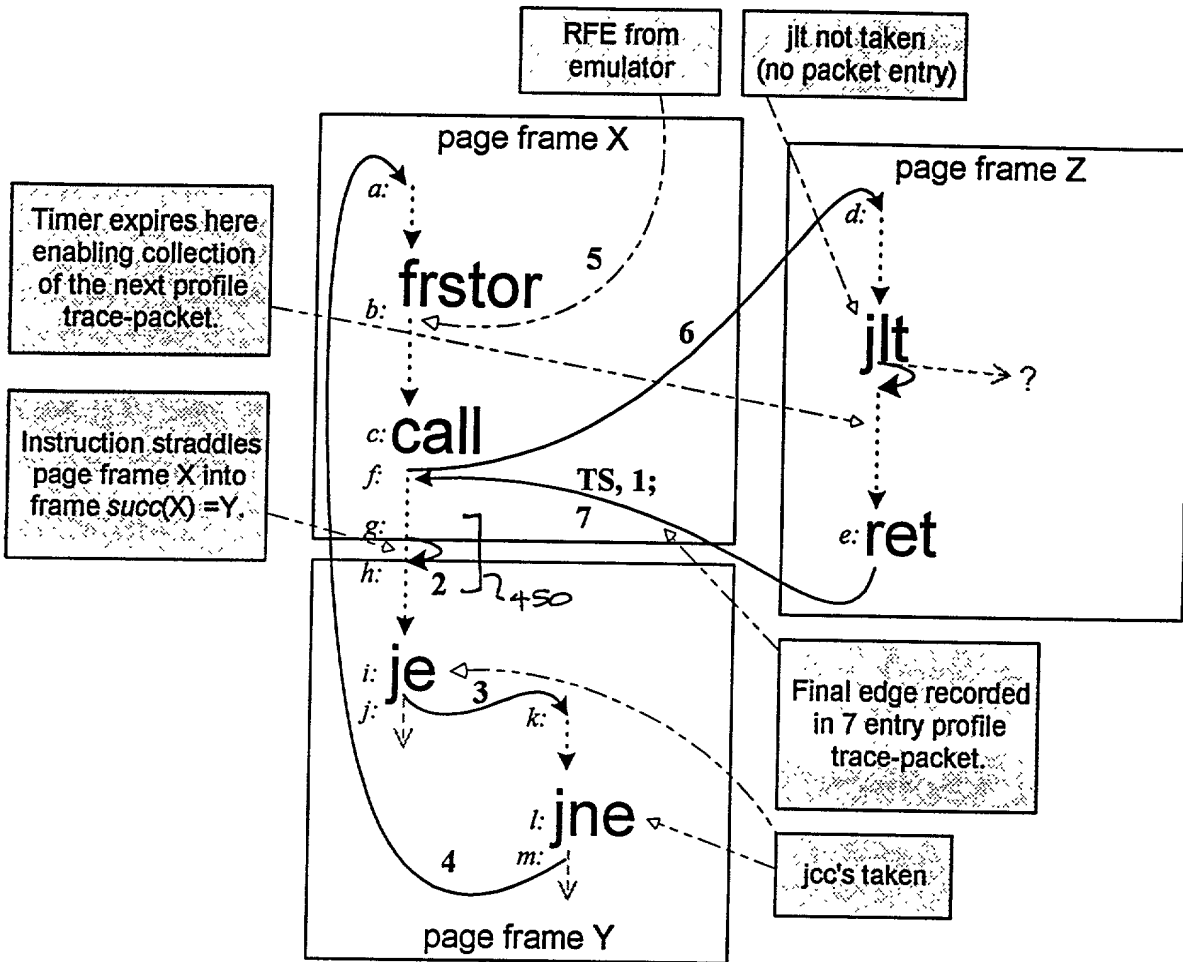 RFE from
emulator
jlt not taken
(no packet entry)
page frame X
page frame Z
a:
d:
Timer expires here
enabling collection
of the next profile
trace-packet.
5
frstor
b:
6
jlt
?
c: call
Instruction straddles
page frame X into
frame succ(X) =Y.
f:
TS, 1;
7
g:
e: ret
h:
2
450
i: je
3
j:
k:
Final edge recorded
in 7 entry profile
trace-packet.
l: jne
4
m:
jcc's taken
page frame Y